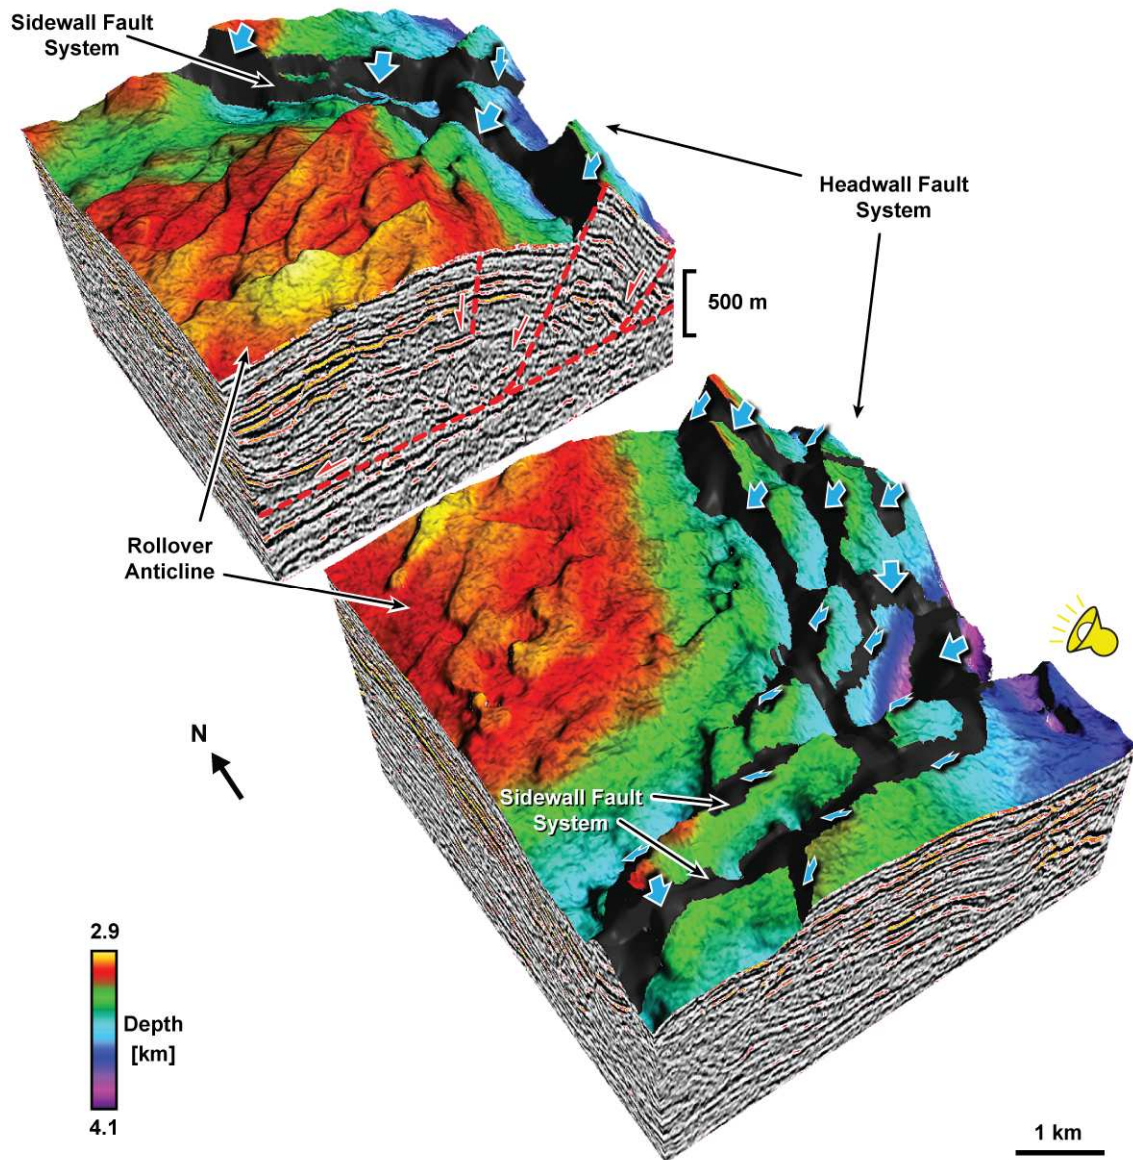 Sidewall Fault
System
Headwall Fault
System
500 m
Rollover
Anticline
N
Sidewall Fault
System
2.9
Depth
[km]
4.1
1 km